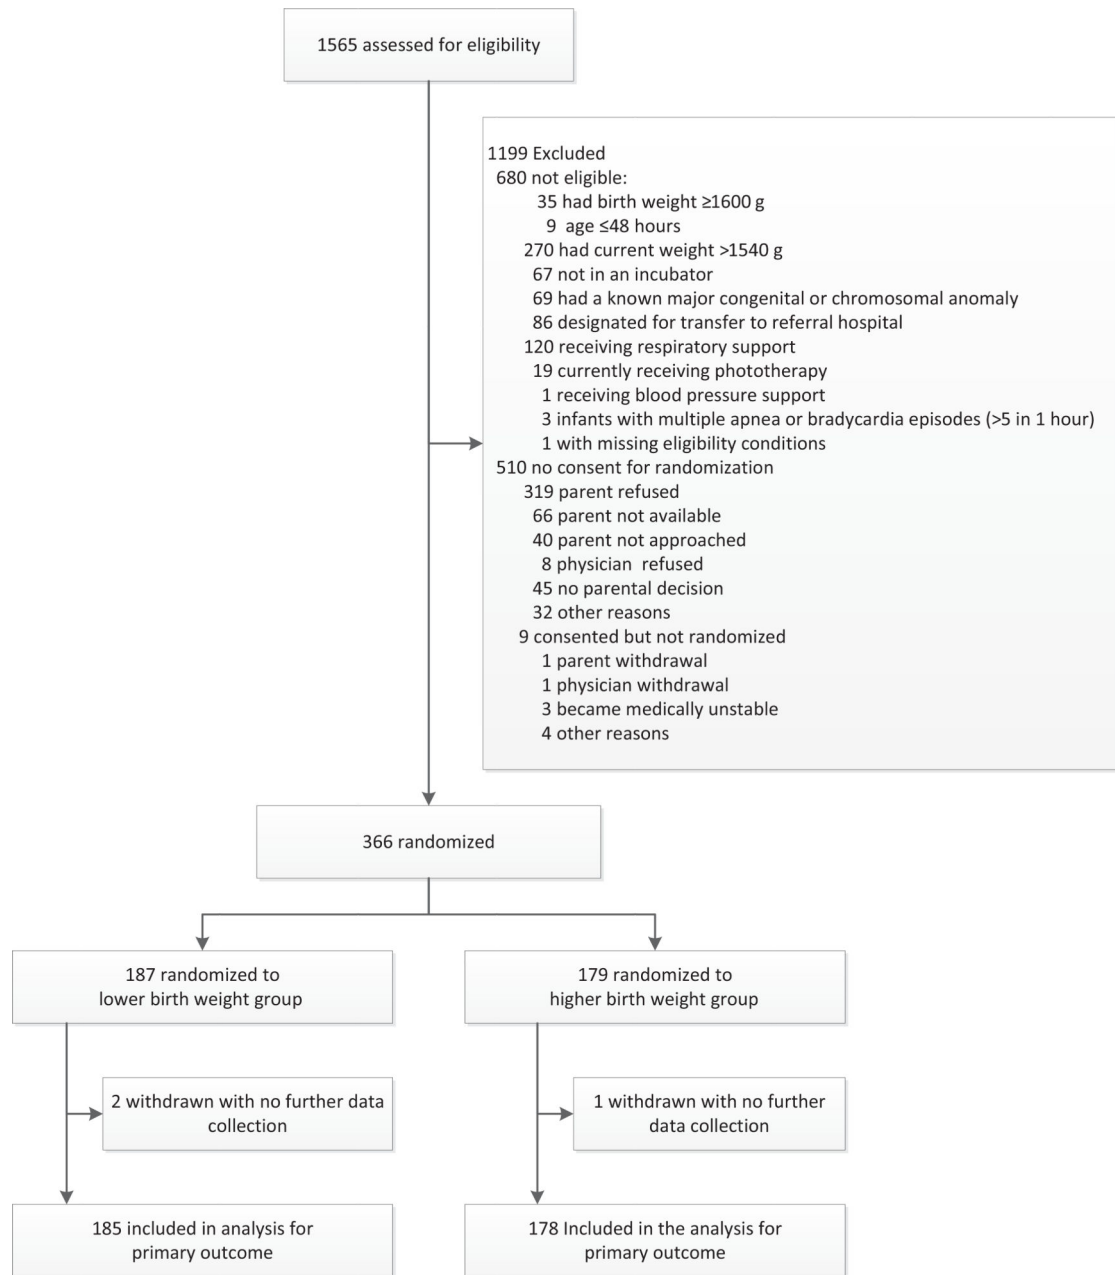 1565 assessed for eligibility
1199 Excluded
680 not eligible:
35 had birth weight ≥1600 g
9 age ≤48 hours
270 had current weight >1540 g
67 not in an incubator
69 had a known major congenital or chromosomal anomaly
86 designated for transfer to referral hospital
120 receiving respiratory support
19 currently receiving phototherapy
1 receiving blood pressure support
3 infants with multiple apnea or bradycardia episodes (>5 in 1 hour)
1 with missing eligibility conditions
510 no consent for randomization
319 parent refused
66 parent not available
40 parent not approached
8 physician refused
45 no parental decision
32 other reasons
9 consented but not randomized
1 parent withdrawal
1 physician withdrawal
3 became medically unstable
4 other reasons
366 randomized
187 randomized to
lower birth weight group
179 randomized to
higher birth weight group
2 withdrawn with no further data
collection
1 withdrawn with no further
data collection
185 included in analysis for
primary outcome
178 Included in the analysis for
primary outcome